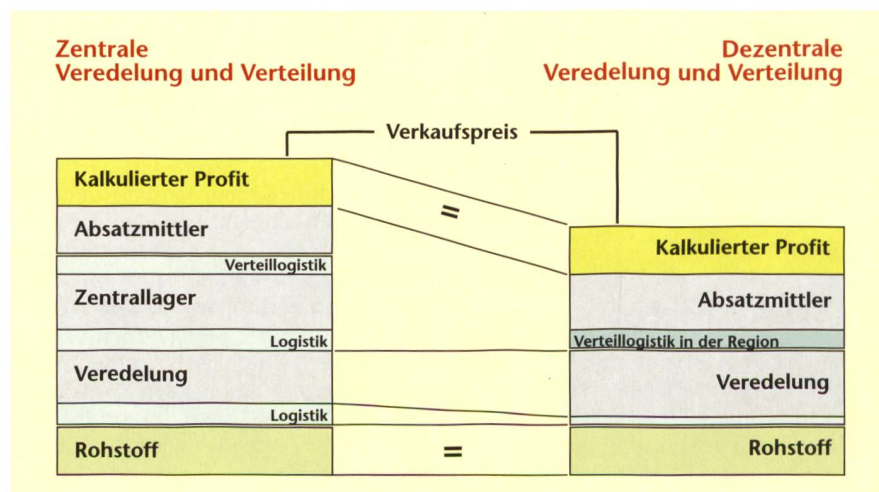 Zentrale
Veredelung und Verteilung
Dezentrale
Veredelung und Verteilung
Verkaufspreis
Kalkulierter Profit
=
Absatzmittler
Verteillogistik
Zentrallager
Logistik
Veredelung
Logistik
Rohstoff
=
Kalkulierter Profit
Absatzmittler
Verteillogistik in der Region
Veredelung
Rohstoff